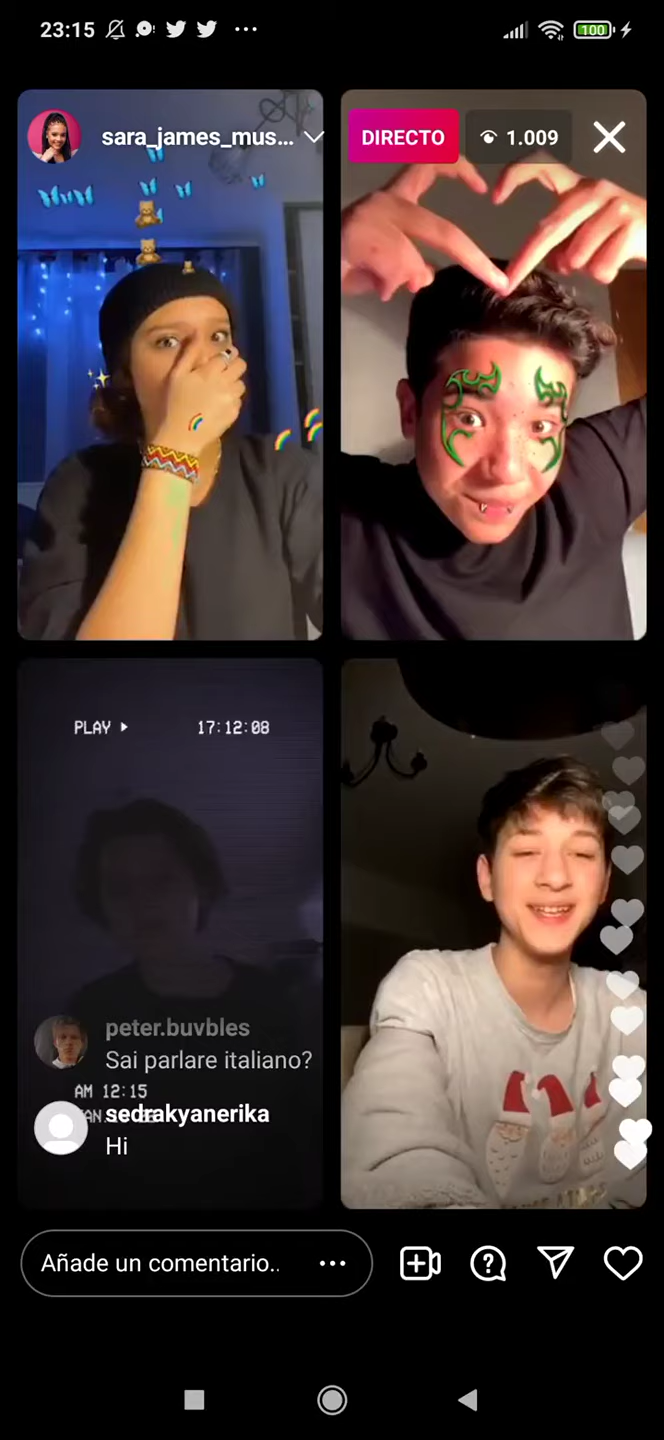 23:15
100
sara_james_mus...
DIRECTO
1.009
PLAY
17:12:08
peter.buvbles
Sai parlare italiano?
AM 12:15
sedrakyanerika
Hi
Añade un comentario..